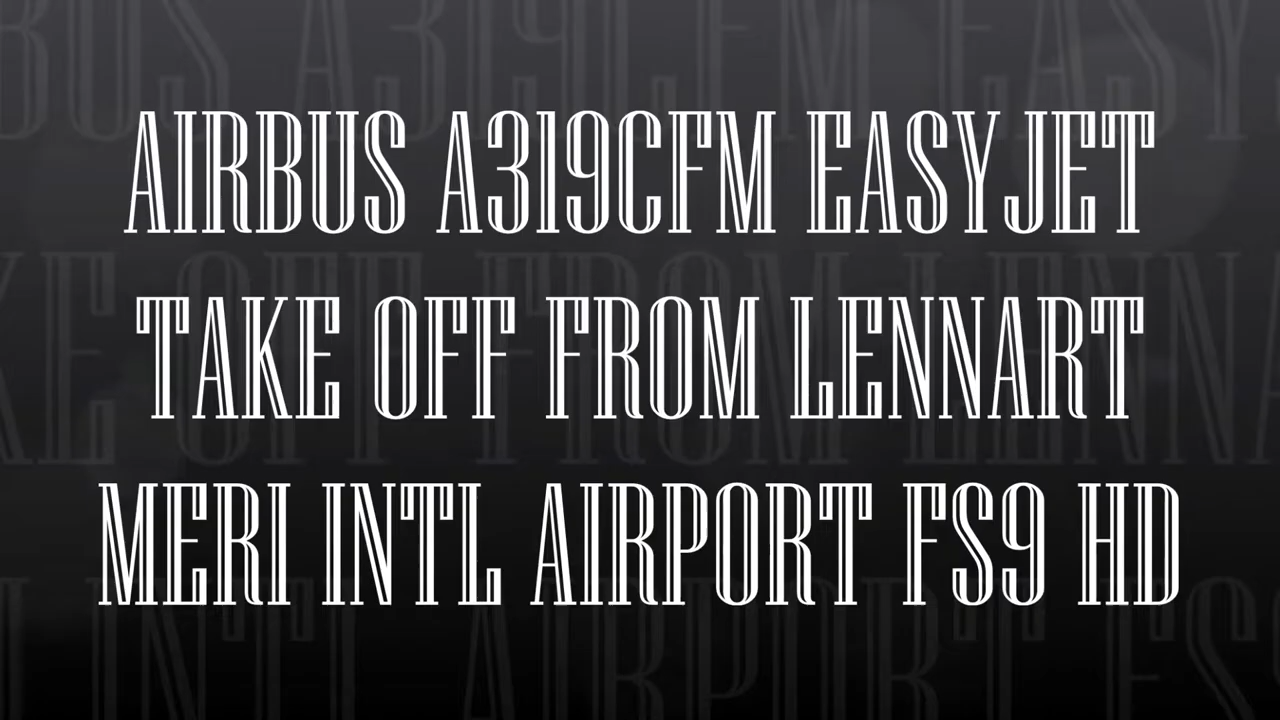 AIRBUS A319CFM EASYJET
TAKE OFF FROM LENNART
MERI INTL AIRPORT FS9 HD